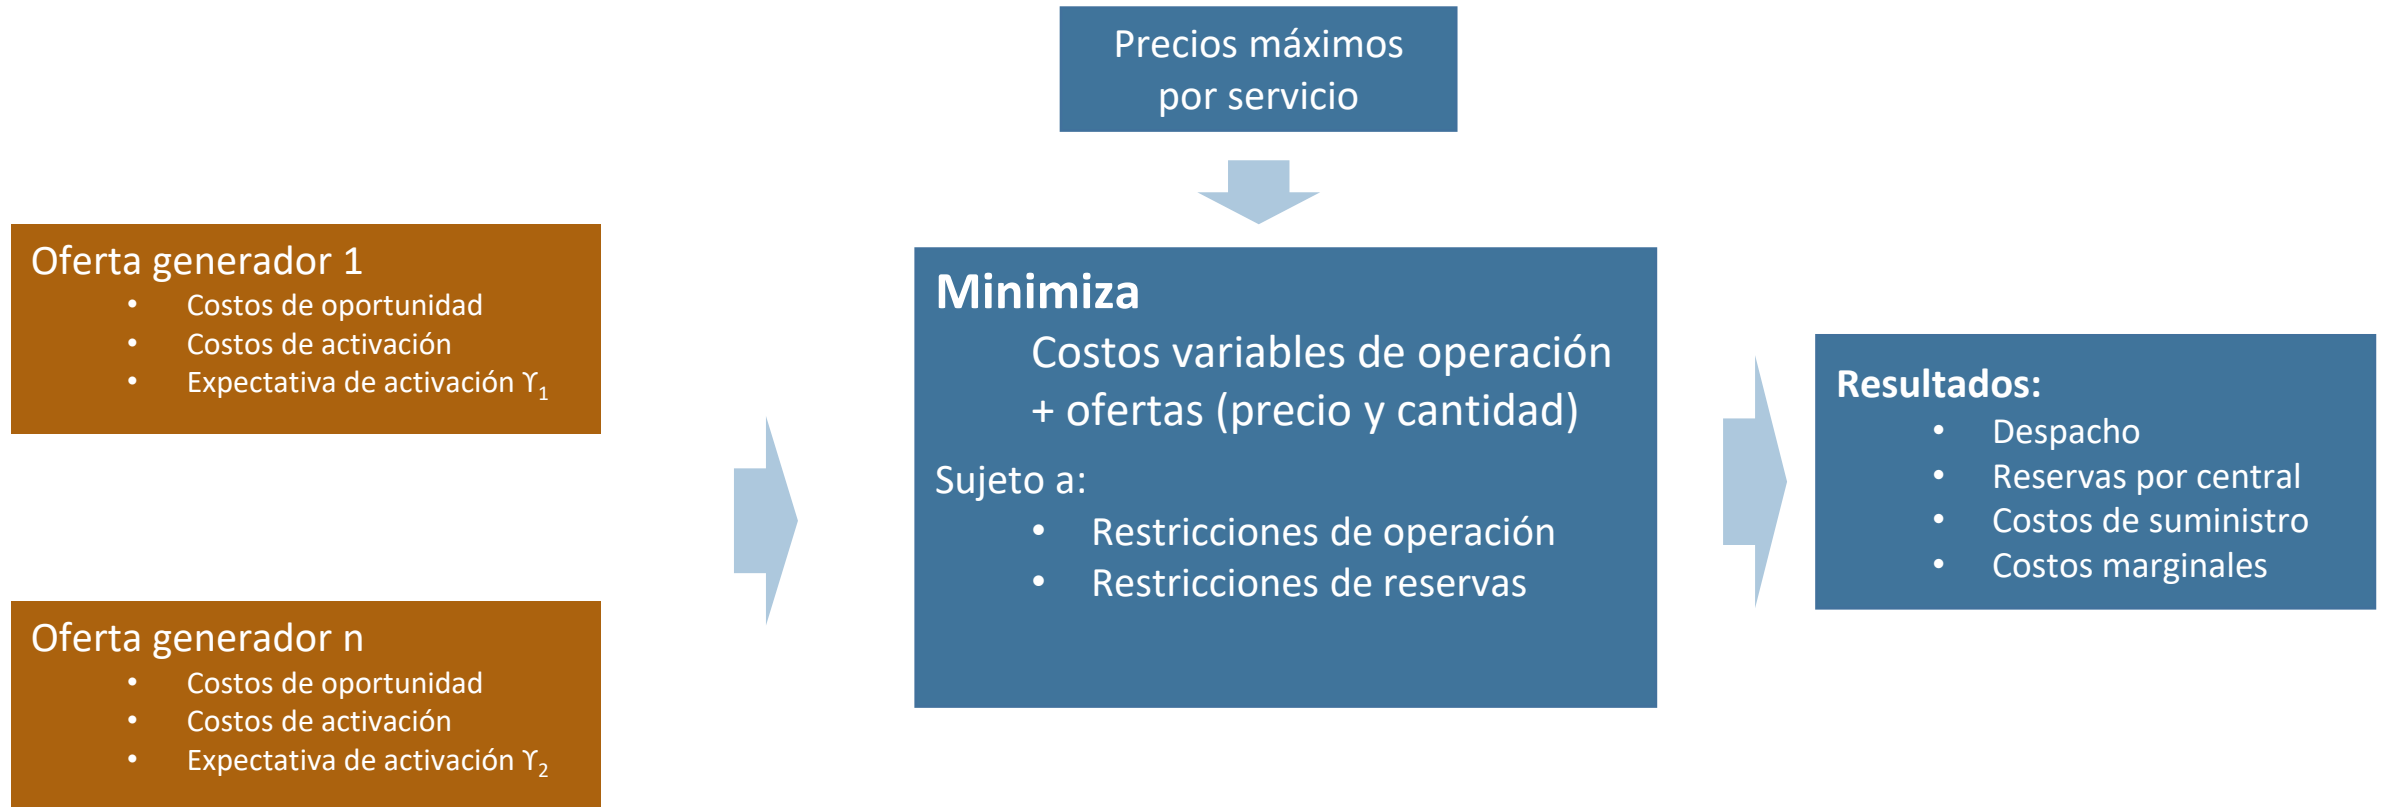 Precios máximos
por servicio
Oferta generador 1
• Costos de oportunidad
• Costos de activación
• Expectativa de activación ϒ1
Oferta generador n
• Costos de oportunidad
• Costos de activación
• Expectativa de activación ϒ2
Minimiza
Costos variables de operación
+ ofertas (precio y cantidad)
Sujeto a:
• Restricciones de operación
• Restricciones de reservas
Resultados:
• Despacho
• Reservas por central
• Costos de suministro
• Costos marginales